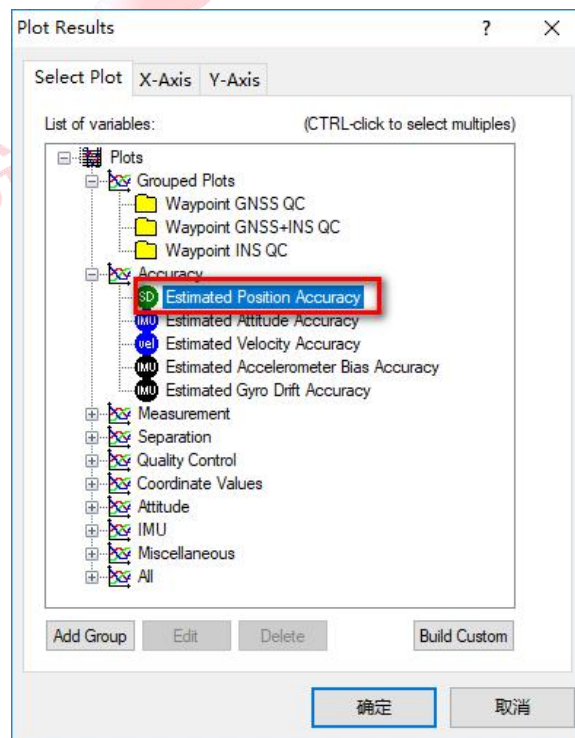 Plot Results ?
Select Plot X-Axis Y-Axis
List of variables: (CTRL-click to select multiples)
Plots
Grouped Plots
Waypoint GNSS QC
Waypoint GNSS+INS QC
Waypoint INS QC
Accuracy
SD Estimated Position Accuracy
IMU Estimated Attitude Accuracy
vel Estimated Velocity Accuracy
IMU Estimated Accelerometer Bias Accuracy
IMU Estimated Gyro Drift Accuracy
Measurement
Separation
Quality Control
Coordinate Values
Attitude
IMU
Miscellaneous
All
Add Group Edit Delete Build Custom
确定 取消